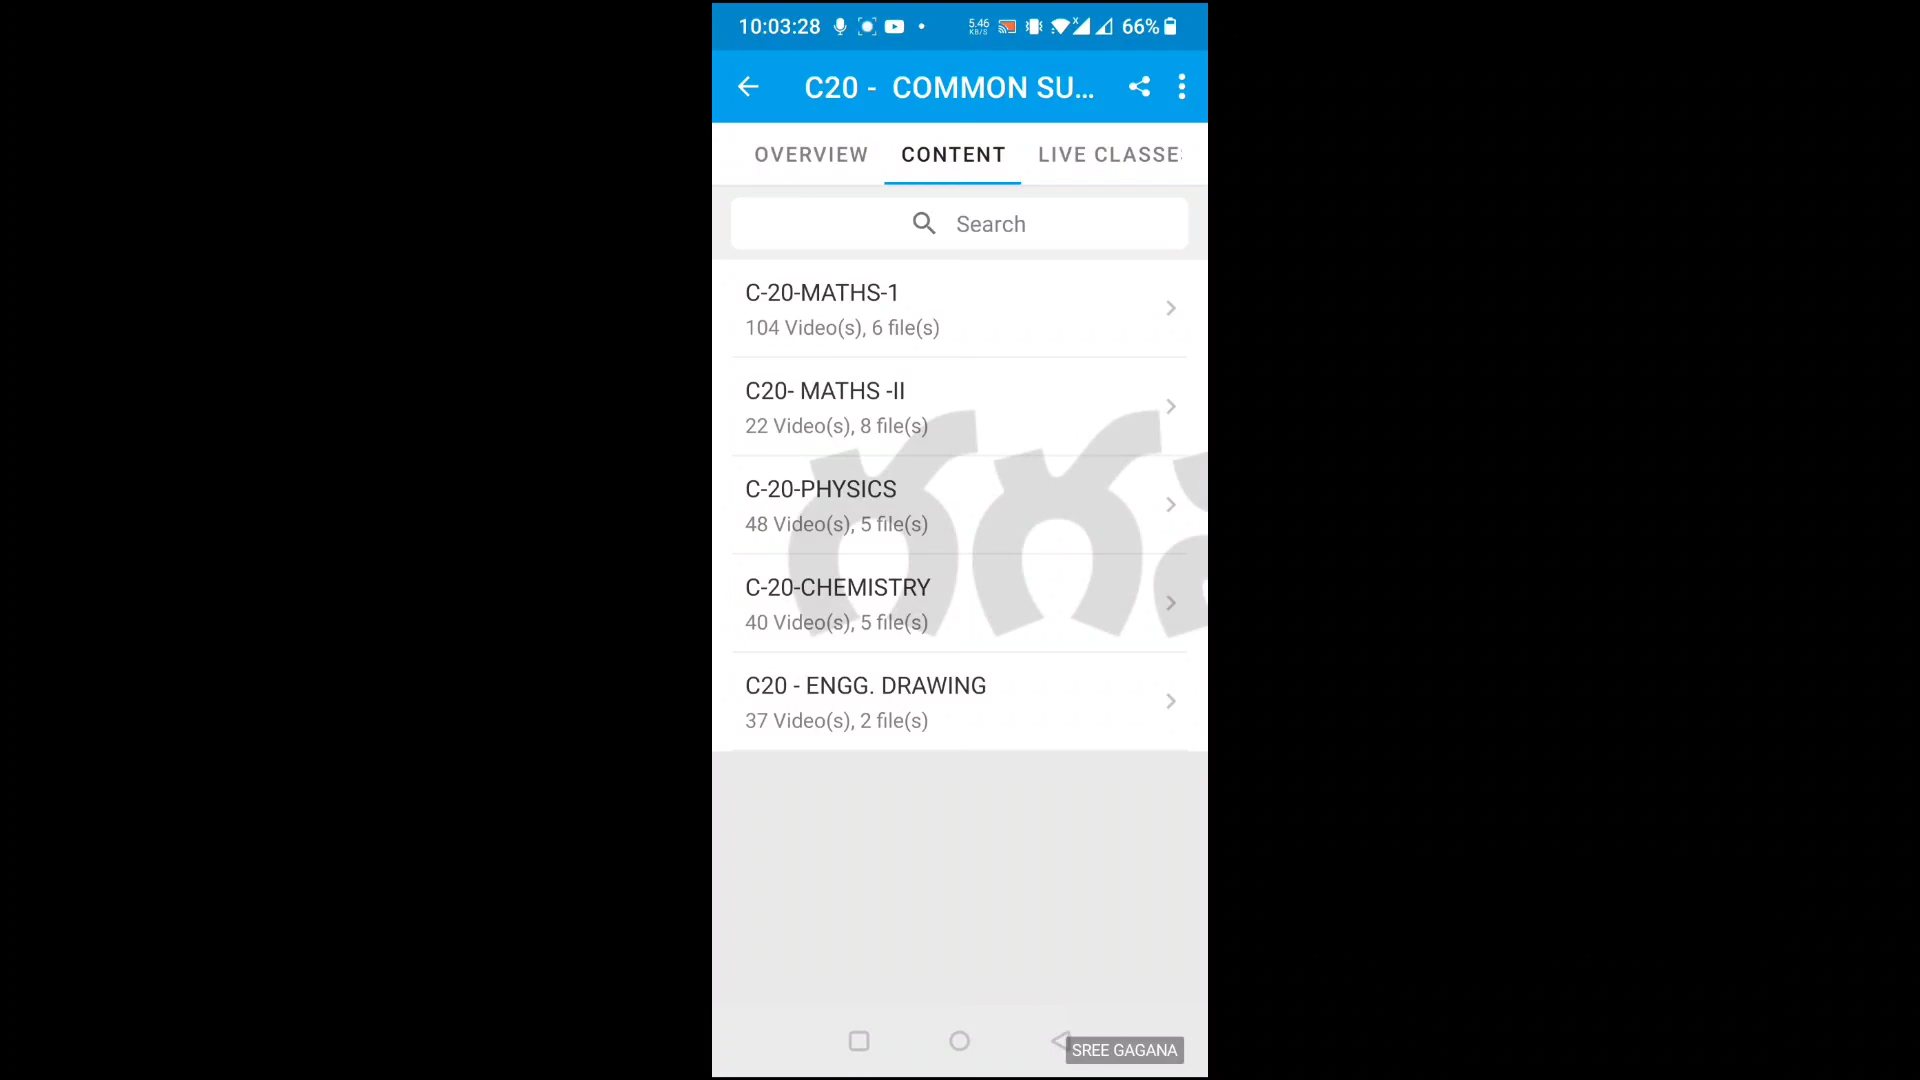 10:03:28 5.46 KB/S 66%
C20 - COMMON SU...
OVERVIEW CONTENT LIVE CLASSE
Search
C-20-MATHS-1
104 Video(s), 6 file(s)
C20- MATHS -II
22 Video(s), 8 file(s)
C-20-PHYSICS
48 Video(s), 5 file(s)
C-20-CHEMISTRY
40 Video(s), 5 file(s)
C20 - ENGG. DRAWING
37 Video(s), 2 file(s)
SREE GAGANA